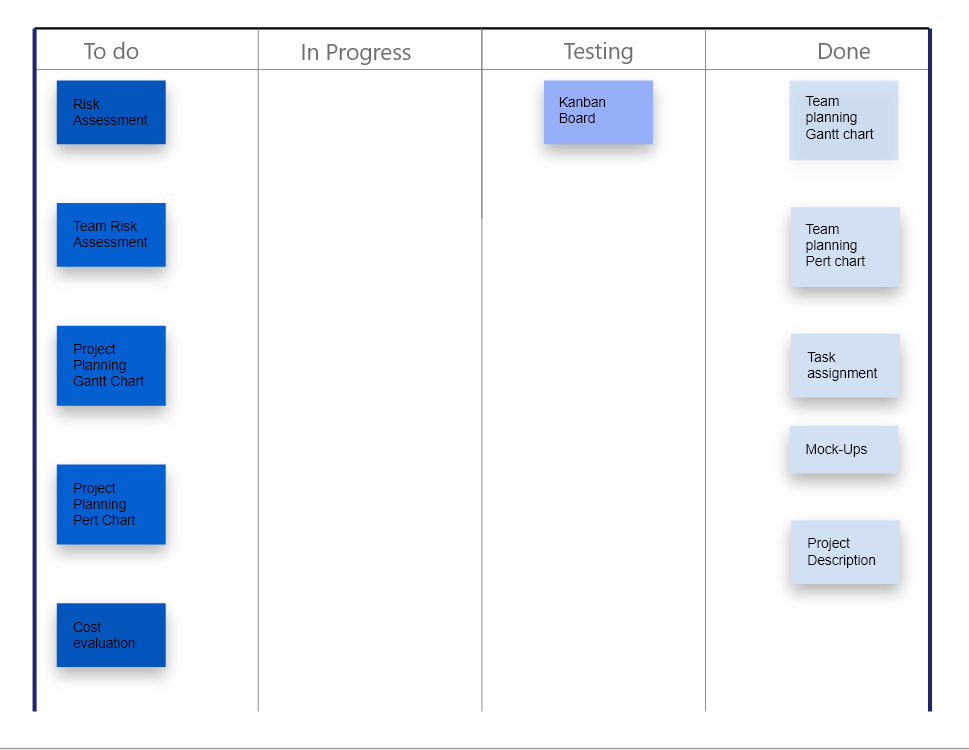 To do
In Progress
Testing
Done
Risk
Assessment
Team Risk
Assessment
Project
Planning
Gantt Chart
Project
Planning
Pert Chart
Cost
evaluation
Kanban
Board
Team
planning
Gantt chart
Team
planning
Pert chart
Task
assignment
Mock-Ups
Project
Description